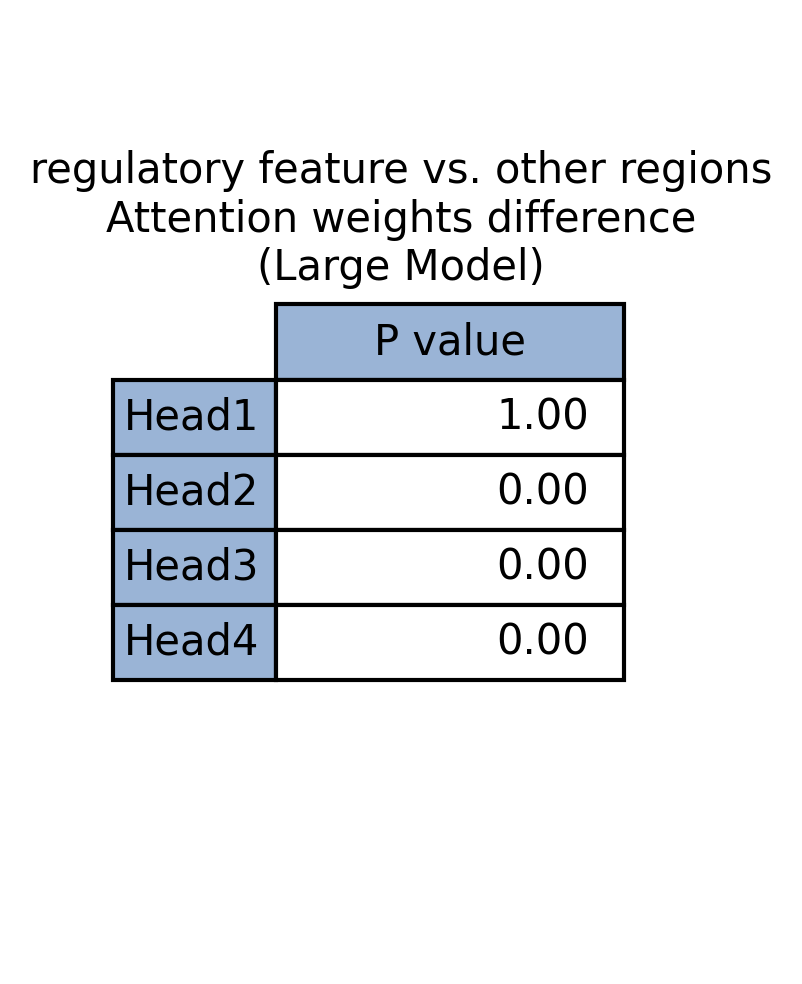 regulatory feature vs. other regions
Attention weights difference
(Large Model)
P value
Head1 1.00
Head2 0.00
Head3 0.00
Head4 0.00